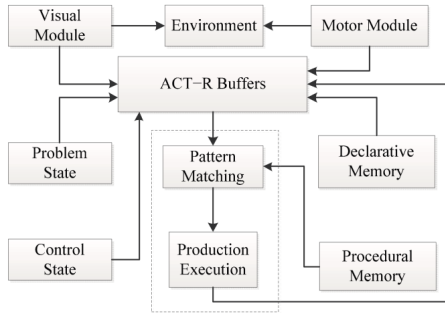 Visual
Module
Environment
Motor Module
ACT-R Buffers
Problem
State
Pattern
Matching
Declarative
Memory
Control
State
Production
Execution
Procedural
Memory